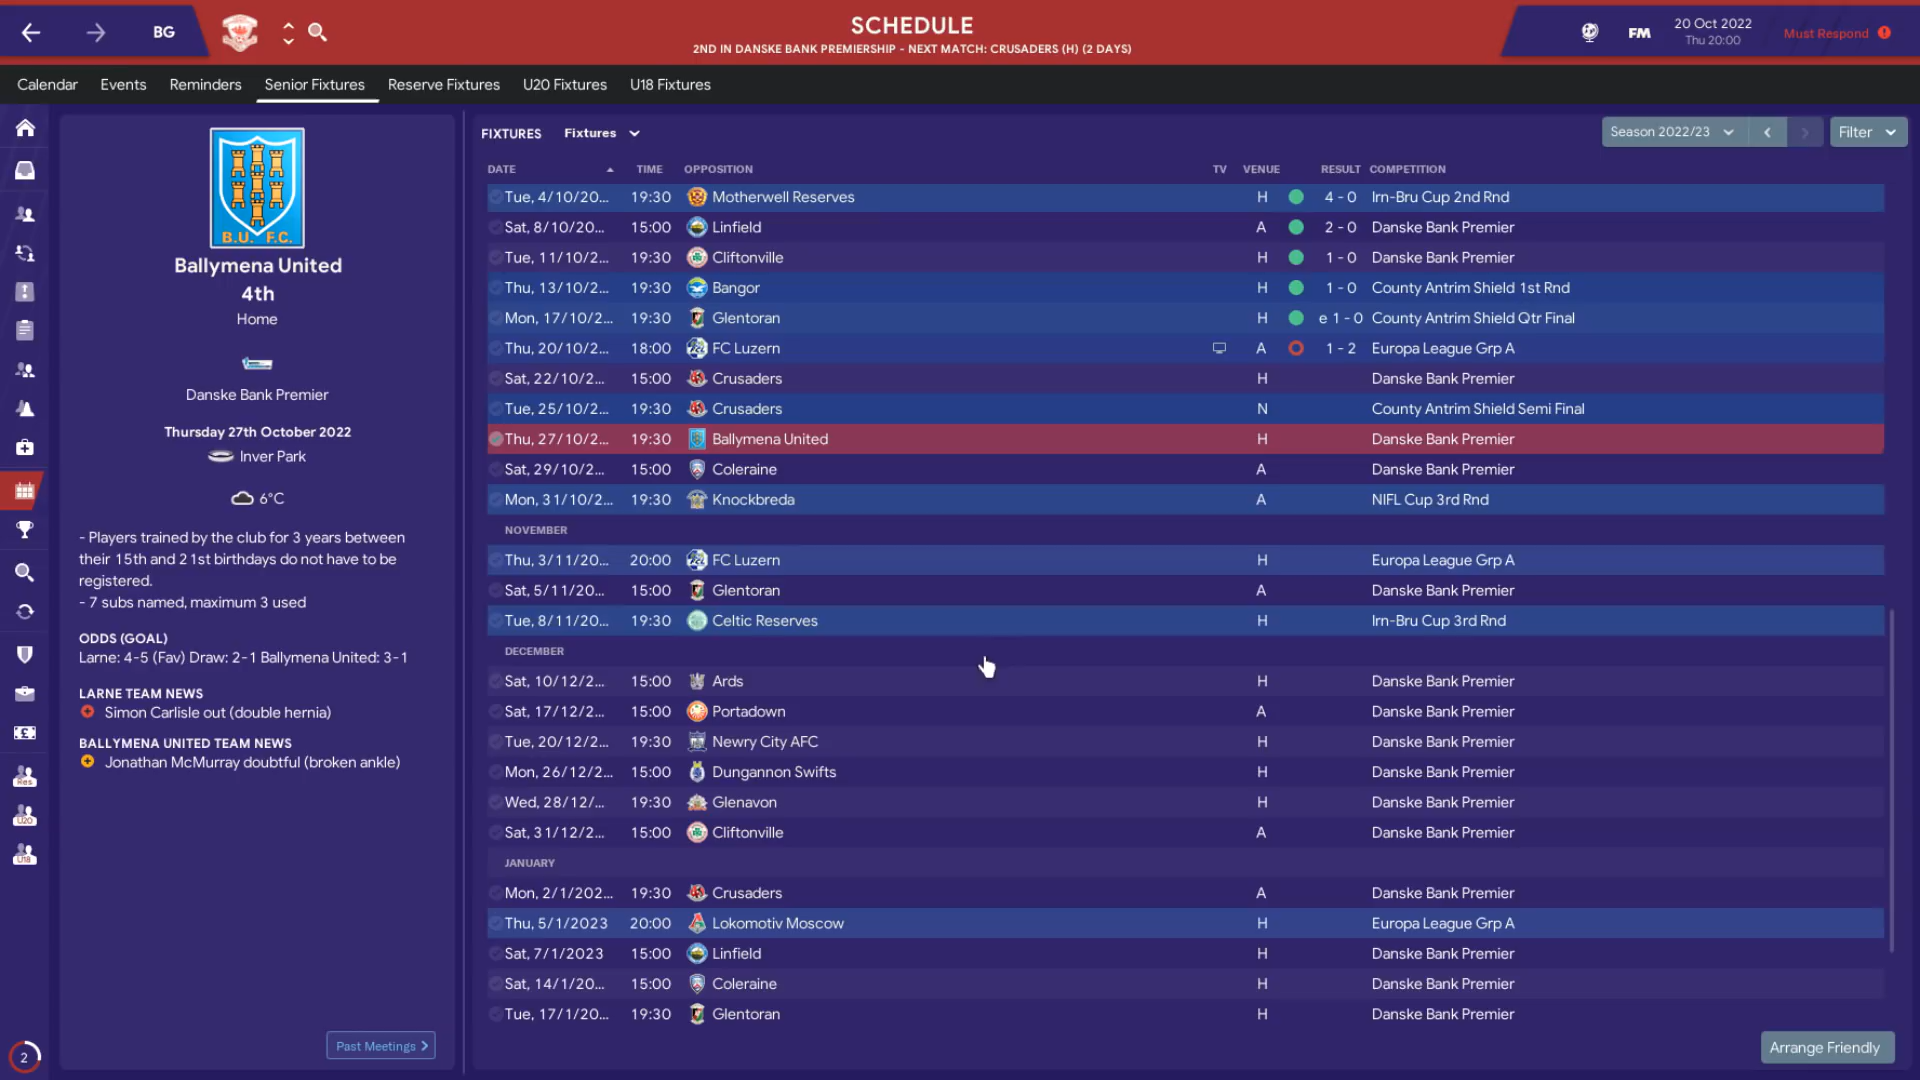 BG
SCHEDULE
2ND IN DANSKE BANK PREMIERSHIP - NEXT MATCH: CRUSADERS (H) (2 DAYS)
FM
20 Oct 2022
Thu 20:00
Must Respond
Calendar Events Reminders Senior Fixtures Reserve Fixtures U20 Fixtures U18 Fixtures
B.U. F.C.
Ballymena United
4th
Home
Danske Bank Premier
Thursday 27th October 2022
Inver Park
6°C
- Players trained by the club for 3 years between
their 15th and 21st birthdays do not have to be
registered.
- 7 subs named, maximum 3 used
ODDS (GOAL)
Larne: 4-5 (Fav) Draw: 2-1 Ballymena United: 3-1
LARNE TEAM NEWS
Simon Carlisle out (double hernia)
BALLYMENA UNITED TEAM NEWS
Jonathan McMurray doubtful (broken ankle)
Past Meetings
Res
U20
U18
2
FIXTURES Fixtures
Season 2022/23
Filter
DATE TIME OPPOSITION TV VENUE RESULT COMPETITION
Tue, 4/10/20... 19:30 Motherwell Reserves H 4 - 0 Irn-Bru Cup 2nd Rnd
Sat, 8/10/20... 15:00 Linfield A 2 - 0 Danske Bank Premier
Tue, 11/10/20... 19:30 Cliftonville H 1 - 0 Danske Bank Premier
Thu, 13/10/2... 19:30 Bangor H 1 - 0 County Antrim Shield 1st Rnd
Mon, 17/10/2... 19:30 Glentoran H e 1 - 0 County Antrim Shield Qtr Final
Thu, 20/10/2... 18:00 FC Luzern A 1 - 2 Europa League Grp A
Sat, 22/10/2... 15:00 Crusaders H Danske Bank Premier
Tue, 25/10/2... 19:30 Crusaders N County Antrim Shield Semi Final
Thu, 27/10/2... 19:30 Ballymena United H Danske Bank Premier
Sat, 29/10/2... 15:00 Coleraine A Danske Bank Premier
Mon, 31/10/2... 19:30 Knockbreda A NIFL Cup 3rd Rnd
NOVEMBER
Thu, 3/11/20... 20:00 FC Luzern H Europa League Grp A
Sat, 5/11/20... 15:00 Glentoran A Danske Bank Premier
Tue, 8/11/20... 19:30 Celtic Reserves H Irn-Bru Cup 3rd Rnd
DECEMBER
Sat, 10/12/2... 15:00 Ards H Danske Bank Premier
Sat, 17/12/2... 15:00 Portadown A Danske Bank Premier
Tue, 20/12/2... 19:30 Newry City AFC H Danske Bank Premier
Mon, 26/12/2... 15:00 Dungannon Swifts H Danske Bank Premier
Wed, 28/12/... 19:30 Glenavon H Danske Bank Premier
Sat, 31/12/2... 15:00 Cliftonville A Danske Bank Premier
JANUARY
Mon, 2/1/202... 19:30 Crusaders A Danske Bank Premier
Thu, 5/1/2023 20:00 Lokomotiv Moscow H Europa League Grp A
Sat, 7/1/2023 15:00 Linfield H Danske Bank Premier
Sat, 14/1/20... 15:00 Coleraine H Danske Bank Premier
Tue, 17/1/20... 19:30 Glentoran H Danske Bank Premier
Arrange Friendly